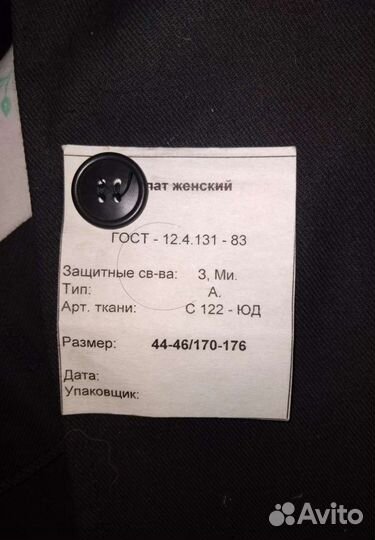 женский
ГОСТ - 12.4.131 - 83
Защитные св-ва: З, Ми.
Тип: А.
Арт. ткани: С 122 - ЮД
Размер: 44-46/170-176
Дата:
Упаковщик:
Avito